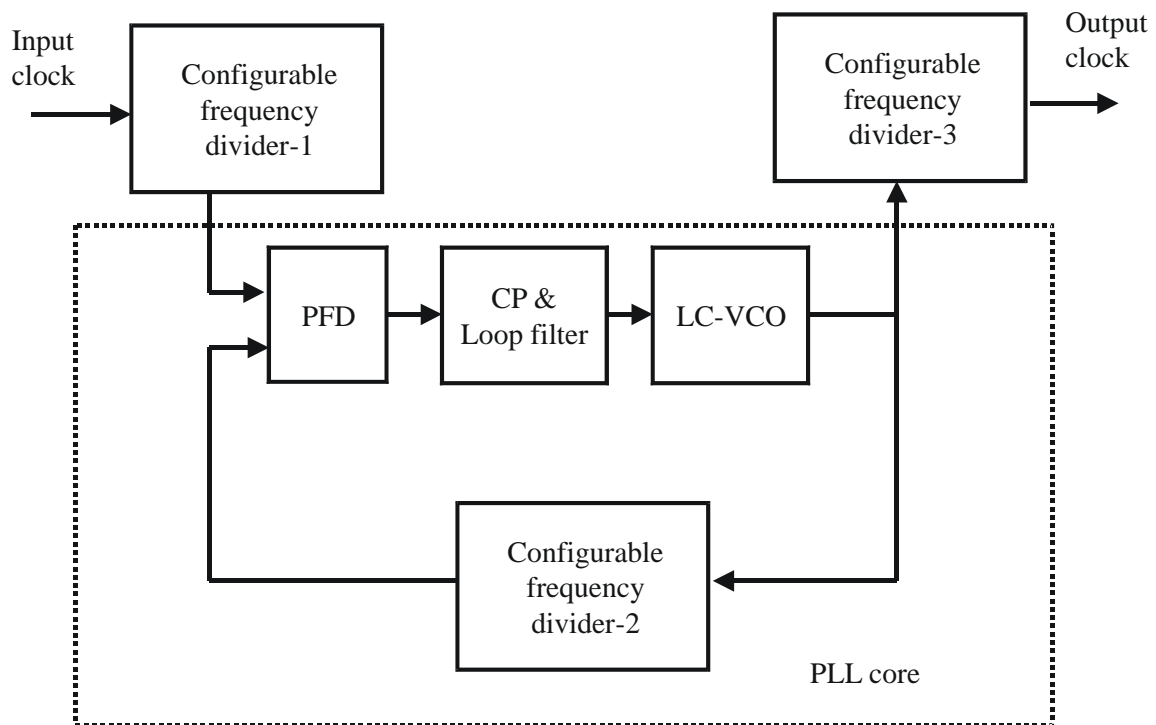 Input
clock
Configurable
frequency
divider-1
Configurable
frequency
divider-3
Output
clock
PFD
CP &
Loop filter
LC-VCO
Configurable
frequency
divider-2
PLL core